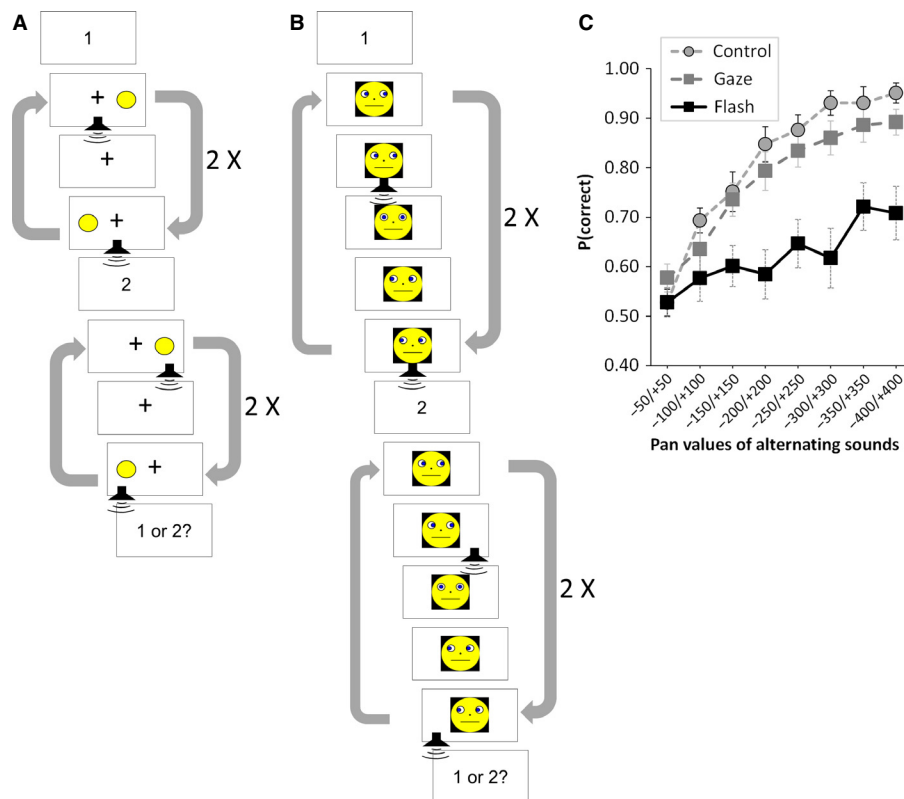 A
1
+
+
2 X
+
2
+
2 X
+
+
1 or 2?
B
1
2 X
2
2 X
1 or 2?
C
Control
Gaze
Flash
1.00
0.90
0.80
0.70
0.60
0.50
0.40
P(correct)
−50/+50
−100/+100
−150/+150
−200/+200
−250/+250
−300/+300
−350/+350
−400/+400
Pan values of alternating sounds